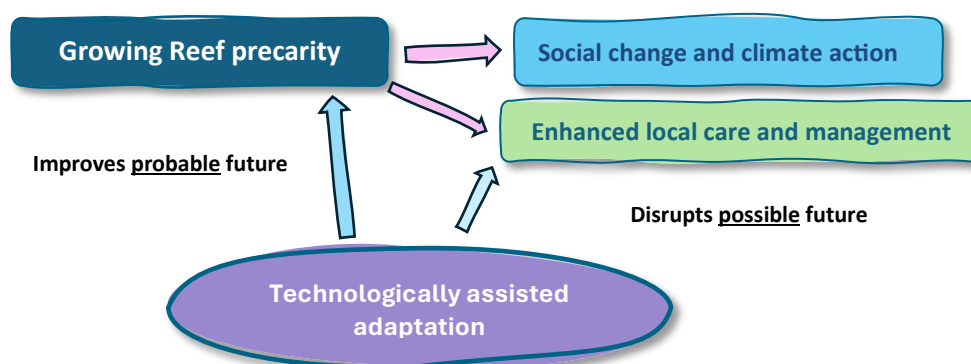 Growing Reef precarity
Social change and climate action
Enhanced local care and management
Improves probable future
Disrupts possible future
Technologically assisted
adaptation